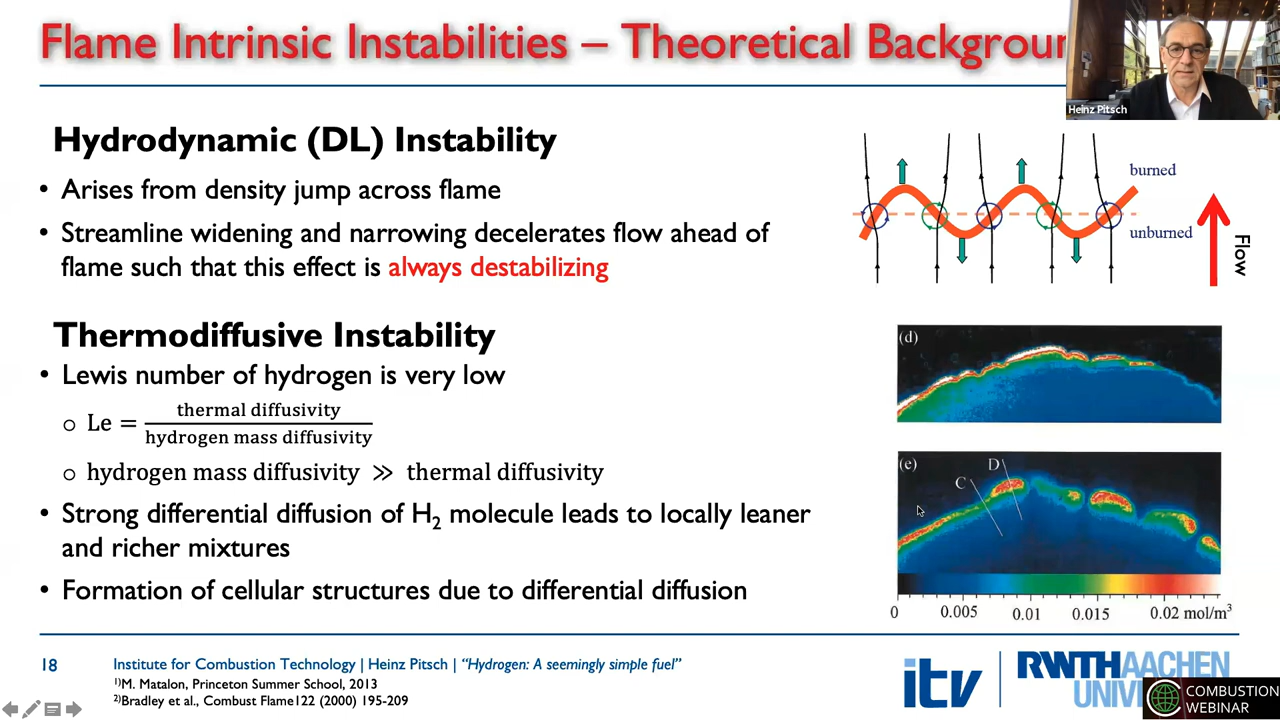 Flame Intrinsic Instabilities – Theoretical Backgroun
Heinz Pitsch
Hydrodynamic (DL) Instability
• Arises from density jump across flame
• Streamline widening and narrowing decelerates flow ahead of
flame such that this effect is always destabilizing
burned
unburned
Flow
Thermodiffusive Instability
• Lewis number of hydrogen is very low
○ Le = thermal diffusivity / hydrogen mass diffusivity
○ hydrogen mass diffusivity ≫ thermal diffusivity
• Strong differential diffusion of H₂ molecule leads to locally leaner
and richer mixtures
• Formation of cellular structures due to differential diffusion
(d)
(e)
C
D
0 0.005 0.01 0.015 0.02 mol/m³
18
Institute for Combustion Technology | Heinz Pitsch | “Hydrogen: A seemingly simple fuel”
¹⁾M. Matalon, Princeton Summer School, 2013
²⁾Bradley et al., Combust Flame122 (2000) 195-209
itv
RWTHAACHEN
UNIV
COMBUSTION
WEBINAR